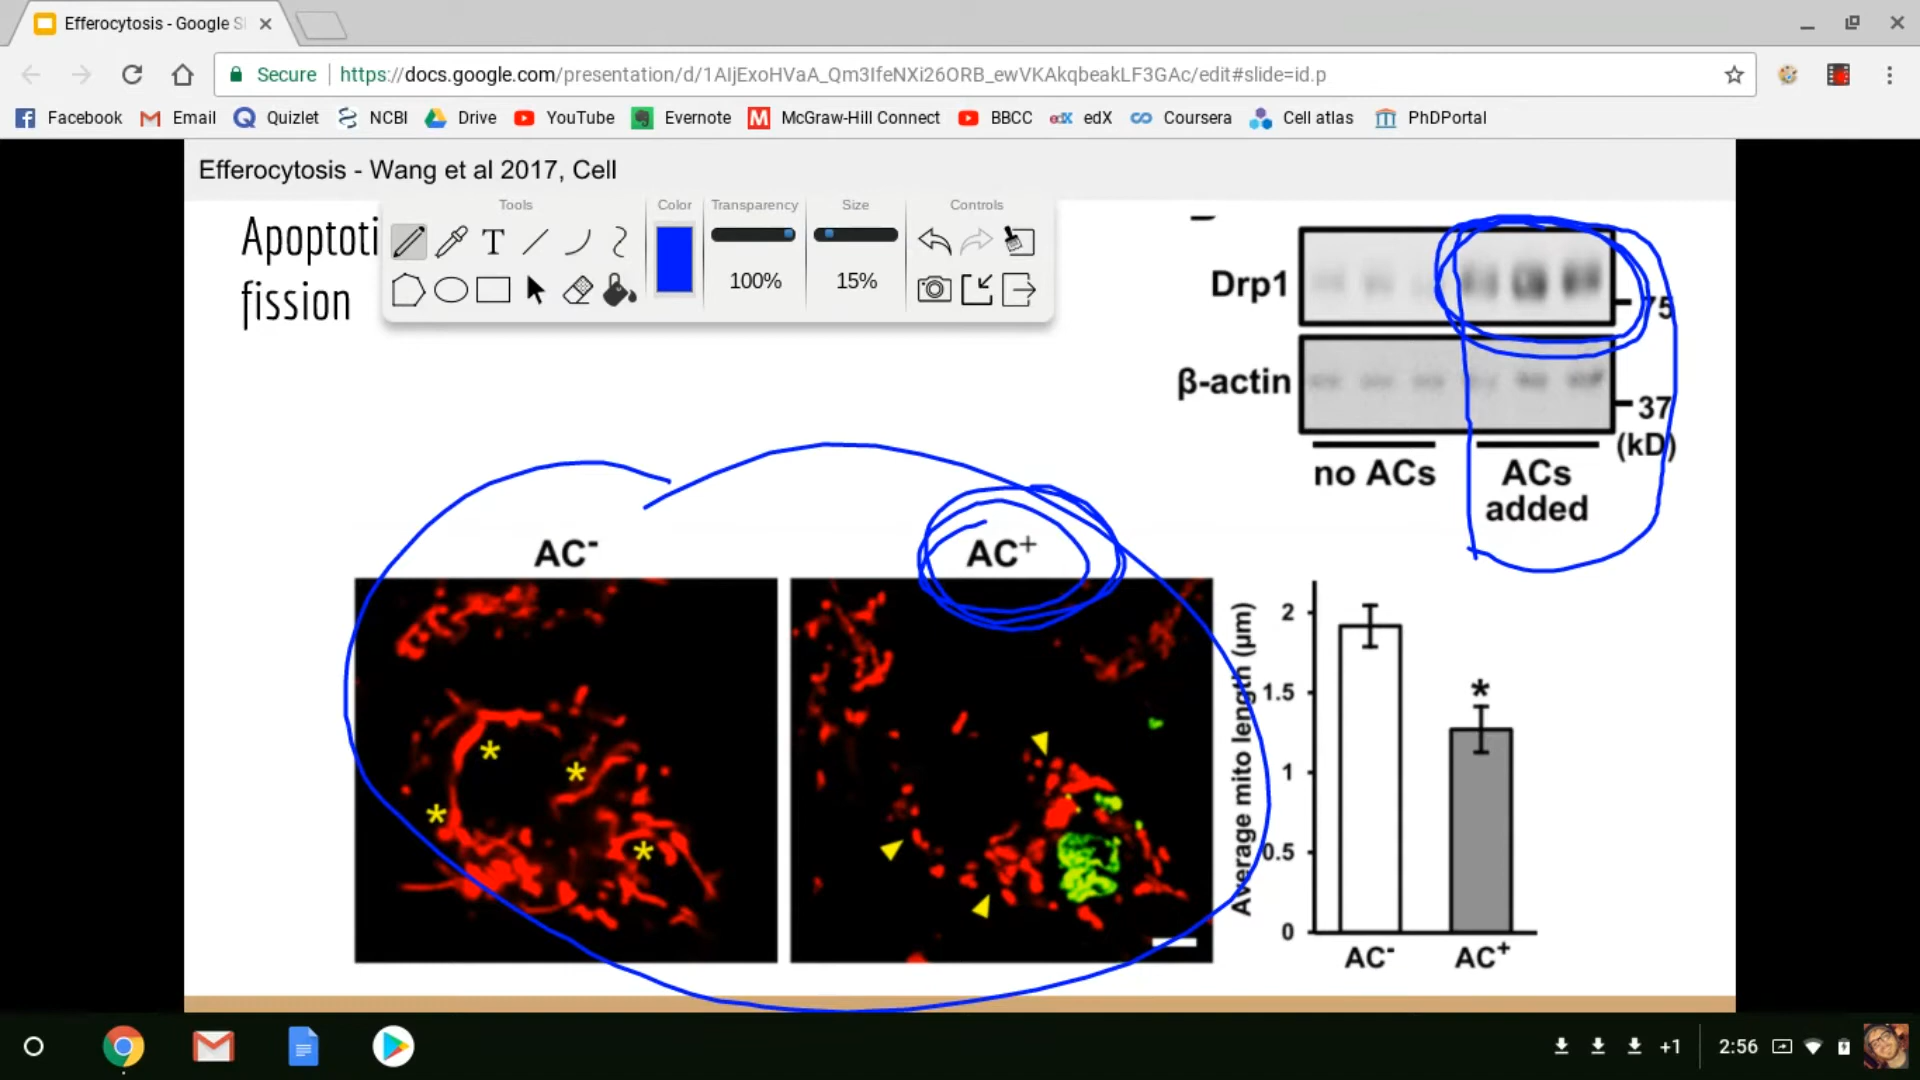 Efferocytosis - Google Sl
Secure
https://docs.google.com/presentation/d/1AIjExoHVaA_Qm3IfeNXi26ORB_ewVKAkqbeakLF3GAc/edit#slide=id.p
Facebook Email Quizlet NCBI Drive YouTube Evernote McGraw-Hill Connect BBCC edX Coursera Cell atlas PhDPortal
Efferocytosis - Wang et al 2017, Cell
Tools Color Transparency Size Controls
100% 15%
Apoptoti
fission
Drp1
75
β-actin
37
(kD)
no ACs
ACs
added
AC-
AC+
Average mito length (μm)
2
1.5
1
0.5
0
*
AC-
AC+
+1
2:56